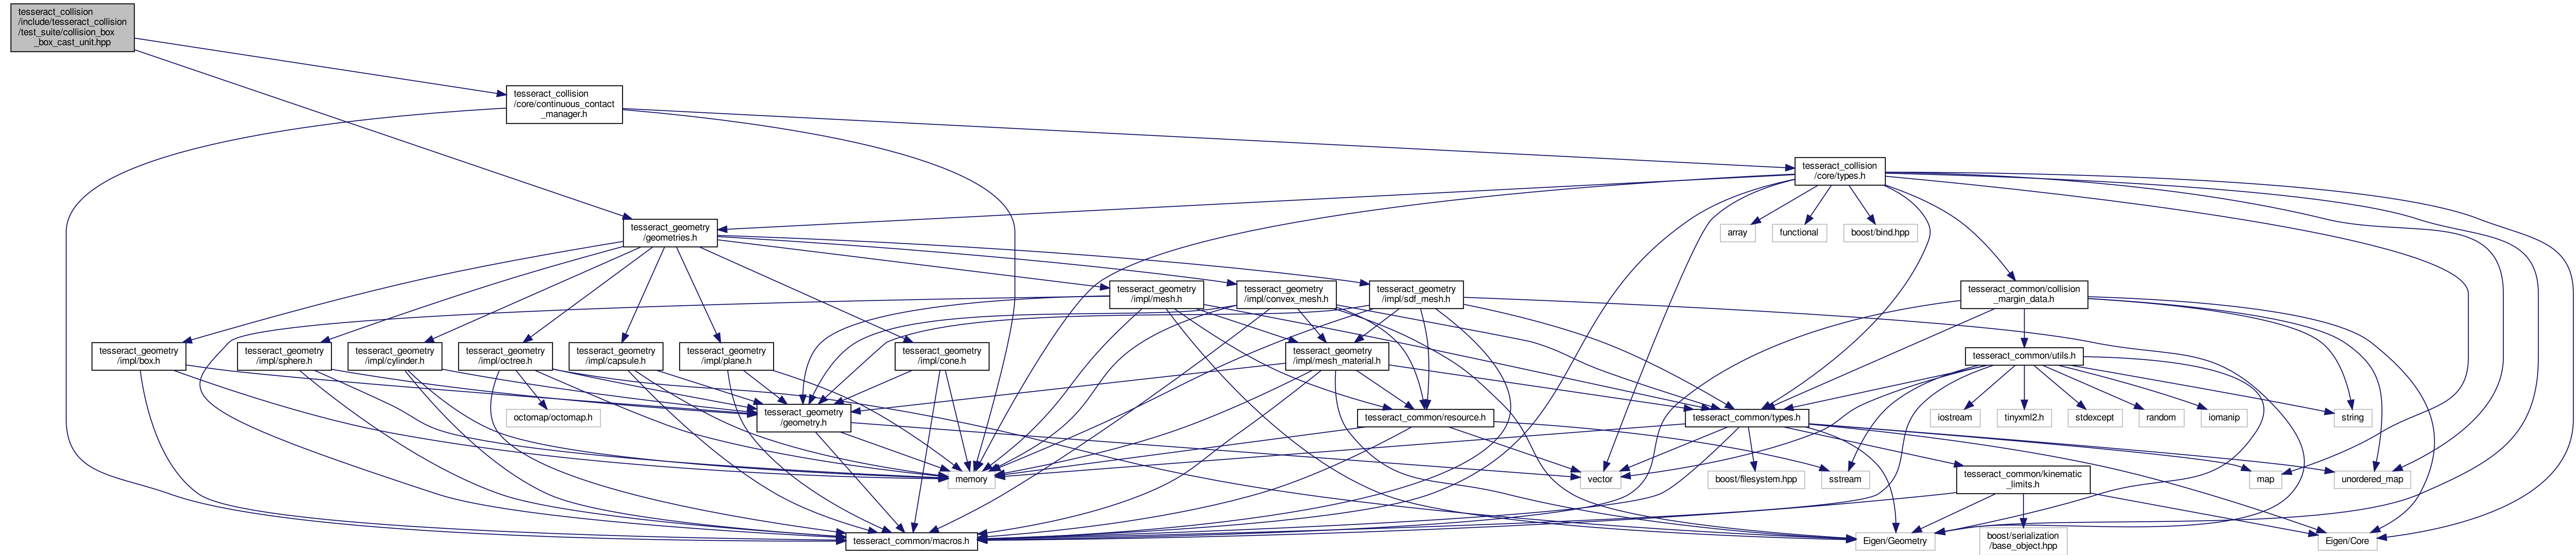 tesseract_collision
/include/tesseract_collision
/test_suite/collision_box
_box_cast_unit.hpp
tesseract_collision
/core/continuous_contact
_manager.h
tesseract_collision
/core/types.h
tesseract_geometry
/geometries.h
array
functional
boost/bind.hpp
tesseract_geometry
/impl/mesh.h
tesseract_geometry
/impl/convex_mesh.h
tesseract_geometry
/impl/sdf_mesh.h
tesseract_common/collision
_margin_data.h
tesseract_geometry
/impl/box.h
tesseract_geometry
/impl/sphere.h
tesseract_geometry
/impl/cylinder.h
tesseract_geometry
/impl/octree.h
tesseract_geometry
/impl/capsule.h
tesseract_geometry
/impl/plane.h
tesseract_geometry
/impl/cone.h
tesseract_geometry
/impl/mesh_material.h
tesseract_common/utils.h
octomap/octomap.h
tesseract_geometry
/geometry.h
tesseract_common/resource.h
tesseract_common/types.h
iostream
tinyxml2.h
stdexcept
random
iomanip
string
memory
vector
boost/filesystem.hpp
sstream
tesseract_common/kinematic
_limits.h
map
unordered_map
tesseract_common/macros.h
Eigen/Geometry
boost/serialization
/base_object.hpp
Eigen/Core